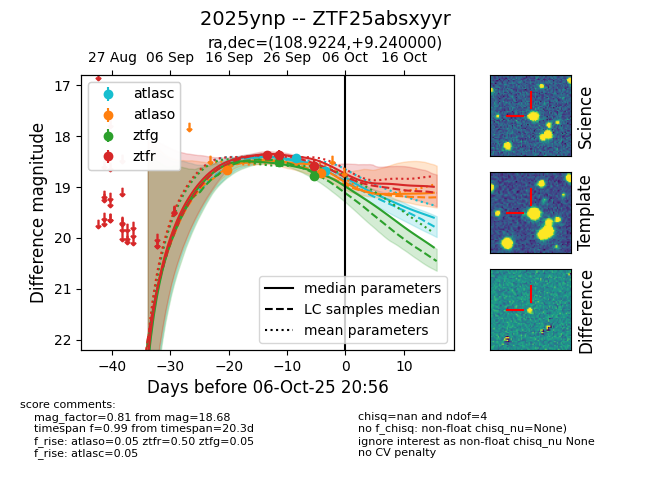 2025ynp -- ZTF25absxyyr
ra,dec=(108.9224,+9.240000)
27 Aug 06 Sep 16 Sep 26 Sep 06 Oct 16 Oct
17
18
19
20
21
22
Difference magnitude
atlasc
atlaso
ztfg
ztfr
median parameters
LC samples median
mean parameters
−40 −30 −20 −10 0 10
Days before 06-Oct-25 20:56
Science
Template
Difference
score comments:
mag_factor=0.81 from mag=18.68
timespan f=0.99 from timespan=20.3d
f_rise: atlaso=0.05 ztfr=0.50 ztfg=0.05
f_rise: atlasc=0.05
chisq=nan and ndof=4
no f_chisq: non-float chisq_nu=None)
ignore interest as non-float chisq_nu None
no CV penalty